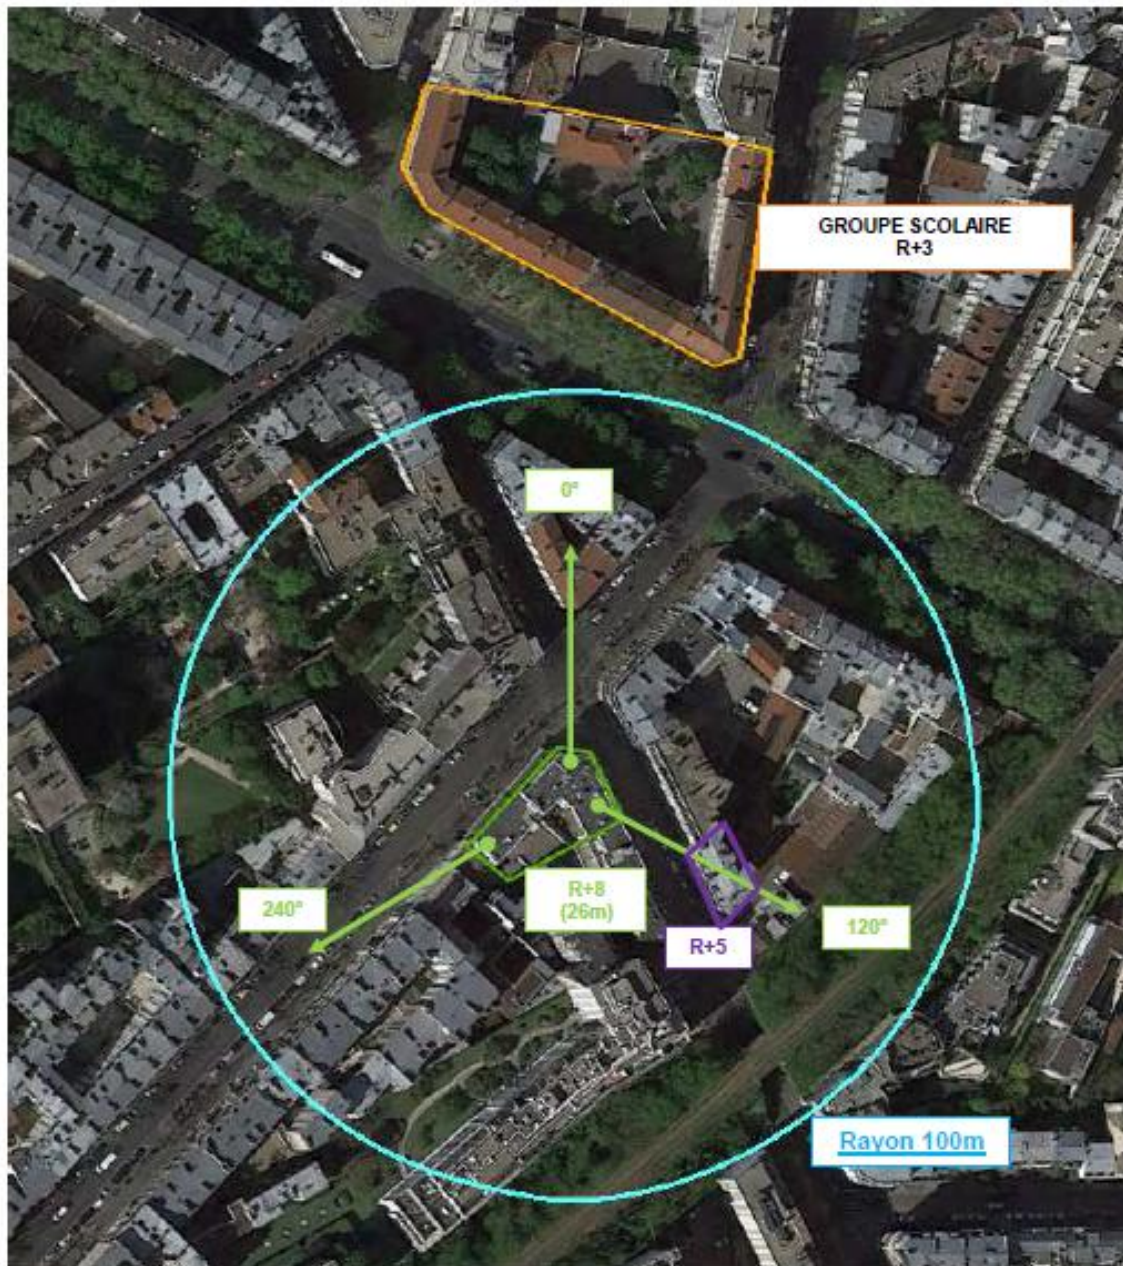 GROUPE SCOLAIRE
R+3
0°
240°
R+8
(26m)
120°
R+5
Rayon 100m